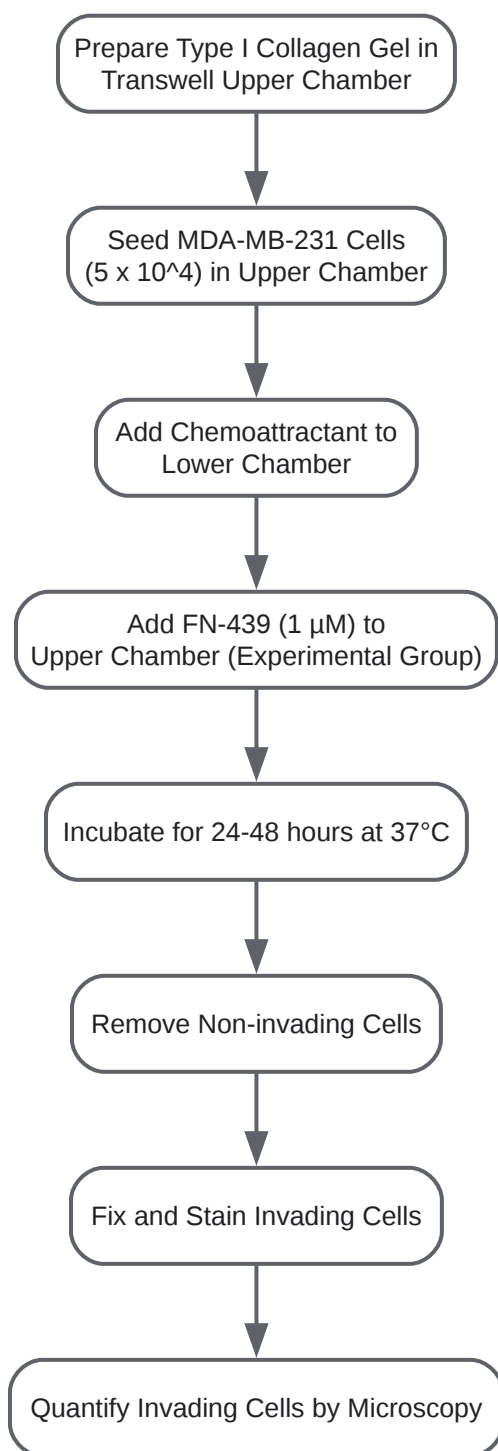 Prepare Type I Collagen Gel in
Transwell Upper Chamber
Seed MDA-MB-231 Cells
(5 x 10^4) in Upper Chamber
Add Chemoattractant to
Lower Chamber
Add FN-439 (1 µM) to
Upper Chamber (Experimental Group)
Incubate for 24-48 hours at 37°C
Remove Non-invading Cells
Fix and Stain Invading Cells
Quantify Invading Cells by Microscopy